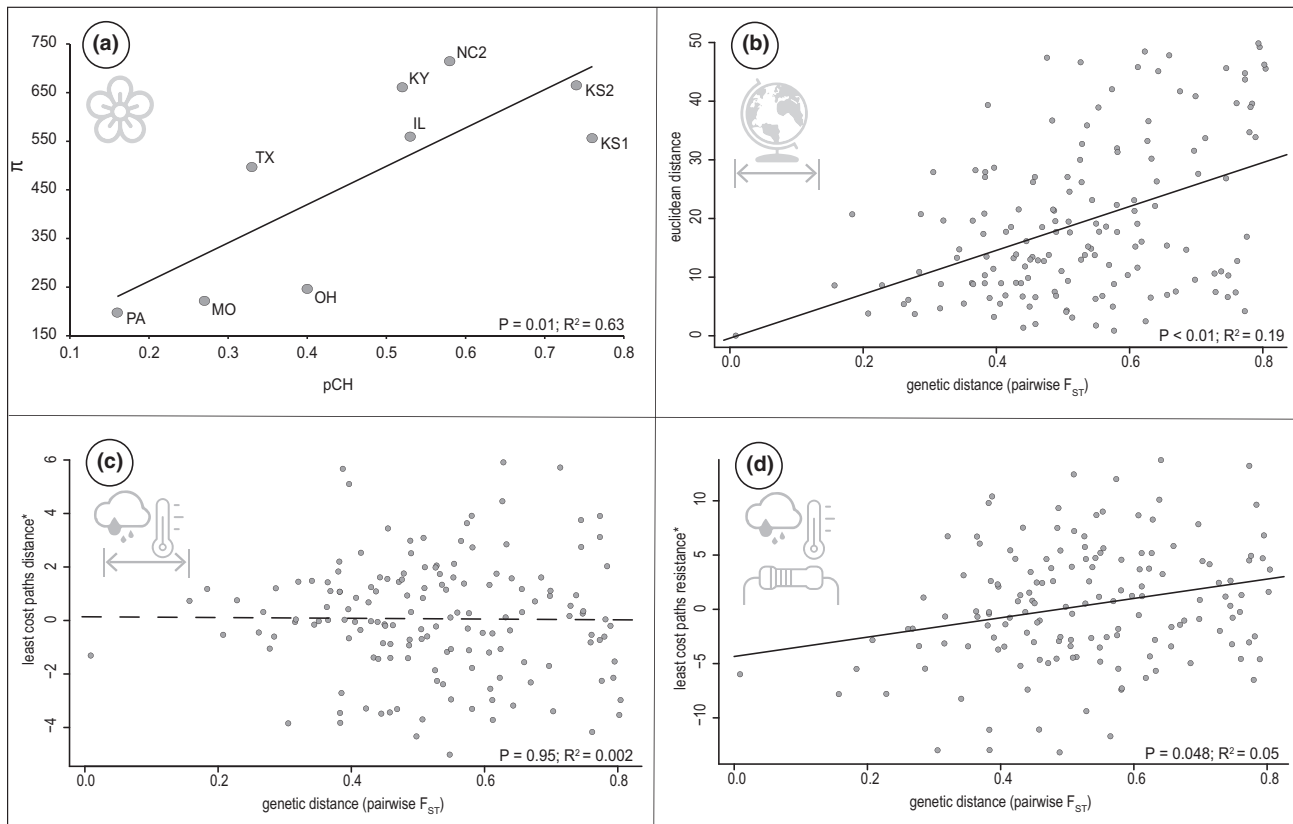 (a)
π
750
650
550
450
350
250
150
NC2
KY
KS2
IL
KS1
TX
OH
MO
PA
P = 0.01; R² = 0.63
0.1 0.2 0.3 0.4 0.5 0.6 0.7 0.8
pCH
(b)
euclidean distance
50
40
30
20
10
0
P < 0.01; R² = 0.19
0.0 0.2 0.4 0.6 0.8
genetic distance (pairwise FST)
(c)
least cost paths distance*
6
4
2
0
−2
−4
P = 0.95; R² = 0.002
0.0 0.2 0.4 0.6 0.8
genetic distance (pairwise FST)
(d)
least cost paths resistance*
10
5
0
−5
−10
P = 0.048; R² = 0.05
0.0 0.2 0.4 0.6 0.8
genetic distance (pairwise FST)